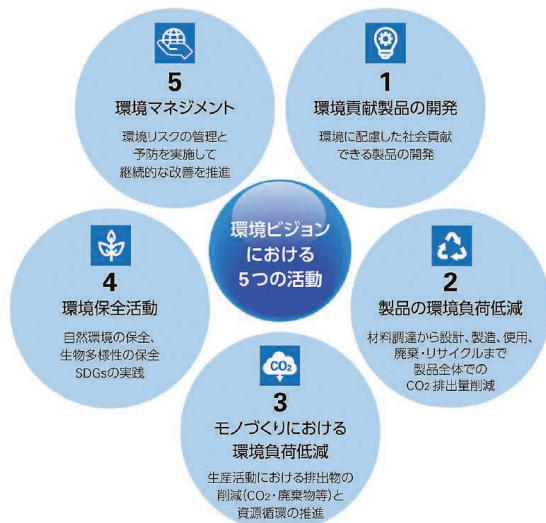 環境ビジョン
における
5つの活動
1
環境貢献製品の開発
環境に配慮した社会貢献
できる製品の開発
2
製品の環境負荷低減
材料調達から設計、製造、使用、
廃棄・リサイクルまで
製品全体での
CO2 排出量削減
CO2
3
モノづくりにおける
環境負荷低減
生産活動における排出物の
削減(CO2・廃棄物等)と
資源循環の推進
4
環境保全活動
自然環境の保全、
生物多様性の保全
SDGsの実践
5
環境マネジメント
環境リスクの管理と
予防を実施して
継続的な改善を推進